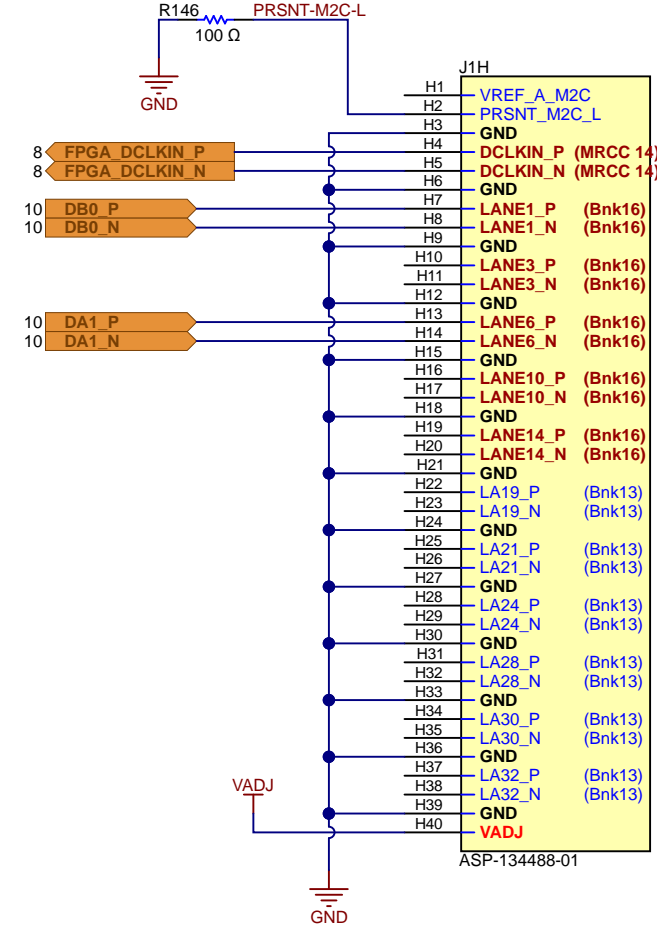 R146 PRSNT-M2C-L
100 Ω
GND
J1H
H1 VREF_A_M2C
H2 PRSNT_M2C_L
H3 GND
8 FPGA_DCLKIN_P H4 DCLKIN_P (MRCC 14)
8 FPGA_DCLKIN_N H5 DCLKIN_N (MRCC 14)
H6 GND
10 DB0_P H7 LANE1_P (Bnk16)
10 DB0_N H8 LANE1_N (Bnk16)
H9 GND
H10 LANE3_P (Bnk16)
H11 LANE3_N (Bnk16)
H12 GND
10 DA1_P H13 LANE6_P (Bnk16)
10 DA1_N H14 LANE6_N (Bnk16)
H15 GND
H16 LANE10_P (Bnk16)
H17 LANE10_N (Bnk16)
H18 GND
H19 LANE14_P (Bnk16)
H20 LANE14_N (Bnk16)
H21 GND
H22 LA19_P (Bnk13)
H23 LA19_N (Bnk13)
H24 GND
H25 LA21_P (Bnk13)
H26 LA21_N (Bnk13)
H27 GND
H28 LA24_P (Bnk13)
H29 LA24_N (Bnk13)
H30 GND
H31 LA28_P (Bnk13)
H32 LA28_N (Bnk13)
H33 GND
H34 LA30_P (Bnk13)
H35 LA30_N (Bnk13)
H36 GND
H37 LA32_P (Bnk13)
VADJ H38 LA32_N (Bnk13)
H39 GND
H40 VADJ
ASP-134488-01
GND